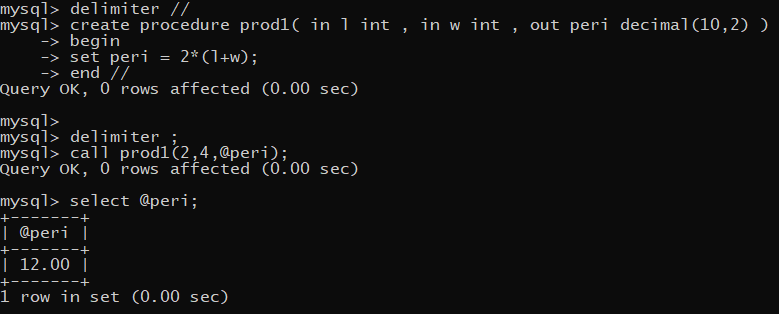 mysql> delimiter //
mysql> create procedure prod1( in l int , in w int , out peri decimal(10,2) )
    -> begin
    -> set peri = 2*(l+w);
    -> end //
Query OK, 0 rows affected (0.00 sec)

mysql>
mysql> delimiter ;
mysql> call prod1(2,4,@peri);
Query OK, 0 rows affected (0.00 sec)

mysql> select @peri;
+-------+
| @peri |
+-------+
| 12.00 |
+-------+
1 row in set (0.00 sec)